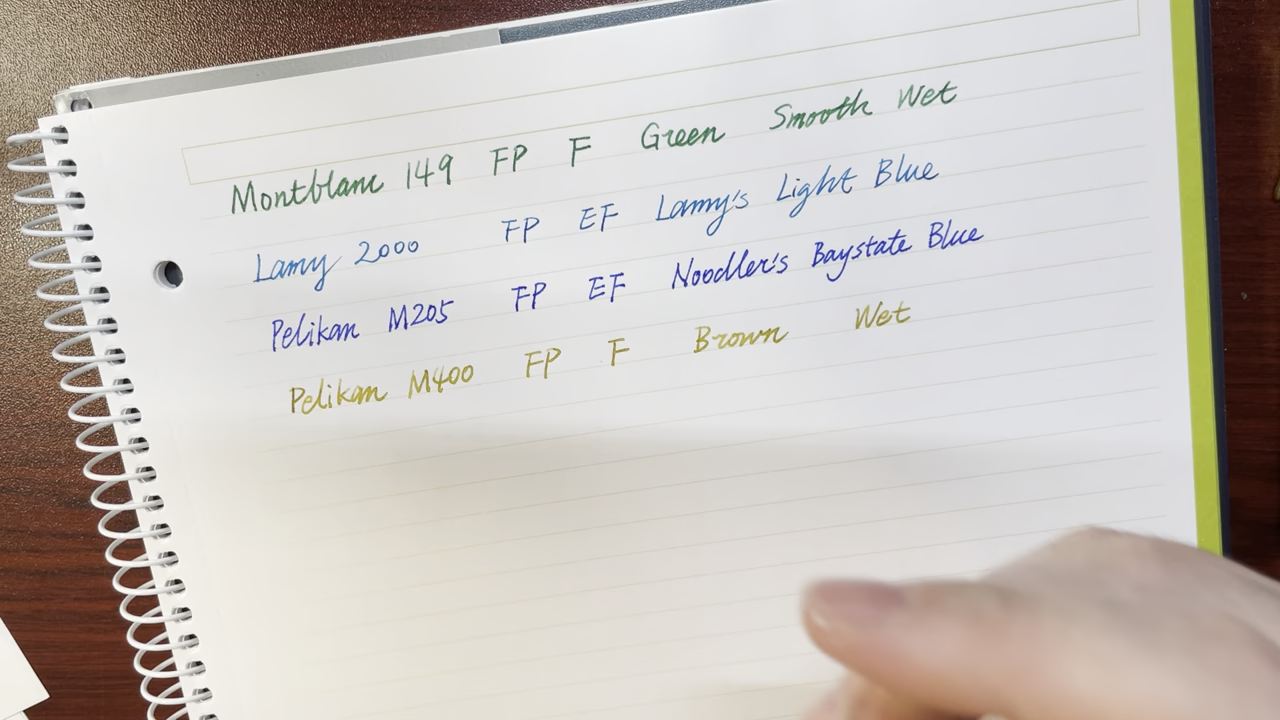 Montblanc 149 FP F Green Smooth Wet
Lamy 2000 FP EF Lamy's Light Blue
Pelikan M205 FP EF Noodler's Baystate Blue
Pelikan M400 FP F Brown Wet